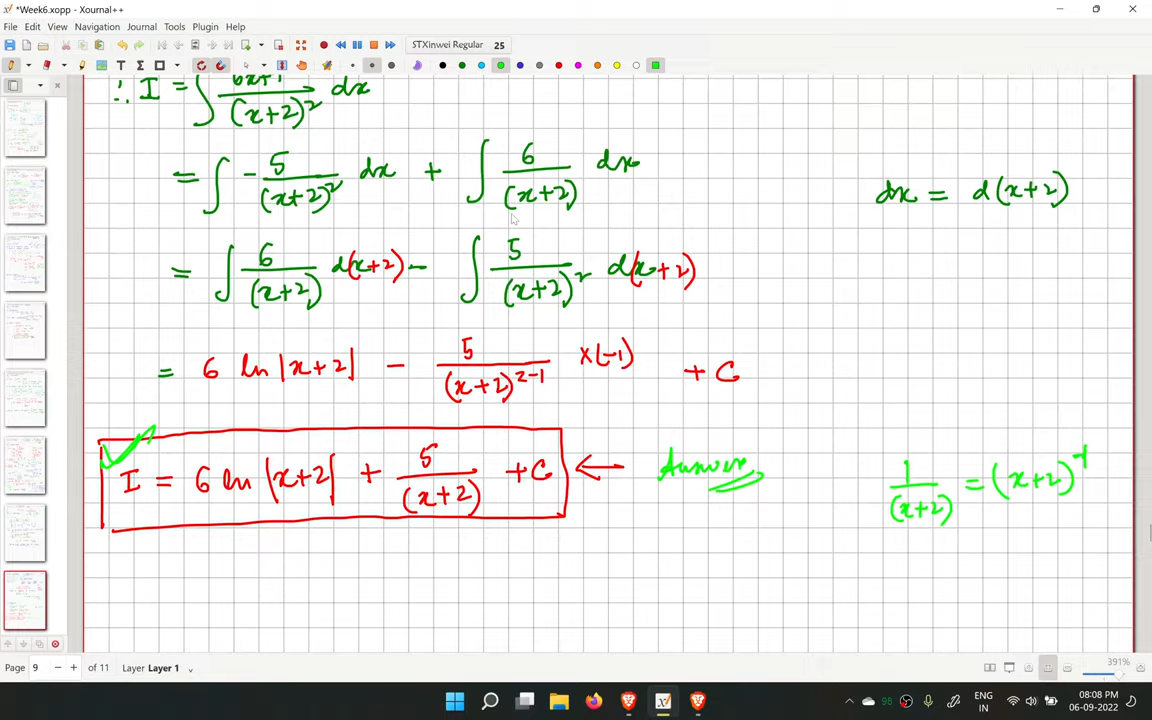 *Week6.xopp — Xournal++
File Edit View Navigation Journal Tools Plugin Help
STXinwei Regular 25
∴ I = ∫ 6x+1/(x+2)² dx
= ∫ -5/(x+2)² dx + ∫ 6/(x+2) dx
dx = d(x+2)
= ∫ 6/(x+2) d(x+2) - ∫ 5/(x+2)² d(x+2)
= 6 ln|x+2| - 5/(x+2)²⁻¹ ×(-1) + C
I = 6 ln|x+2| + 5/(x+2) + C ← Answer
1/(x+2) = (x+2)⁻¹
Page 9 of 11 Layer Layer 1
391%
98 ENG IN 08:08 PM 06-09-2022